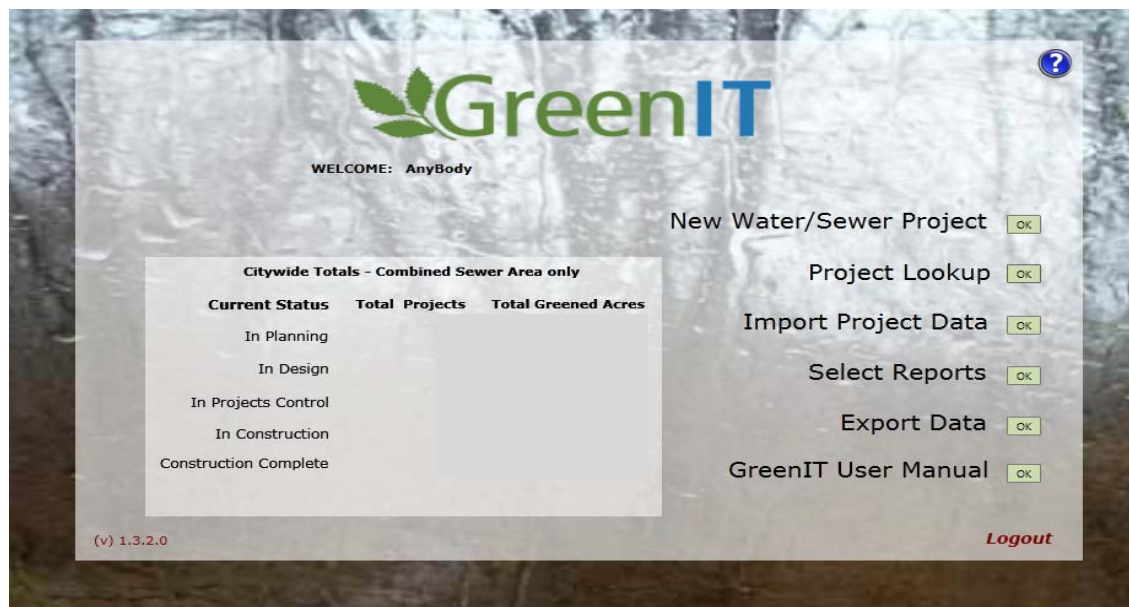 ?
GreenIT
WELCOME: AnyBody
New Water/Sewer Project OK
Project Lookup OK
Import Project Data OK
Select Reports OK
Export Data OK
GreenIT User Manual OK
Citywide Totals - Combined Sewer Area only
Current Status Total Projects Total Greened Acres
In Planning
In Design
In Projects Control
In Construction
Construction Complete
(v) 1.3.2.0
Logout